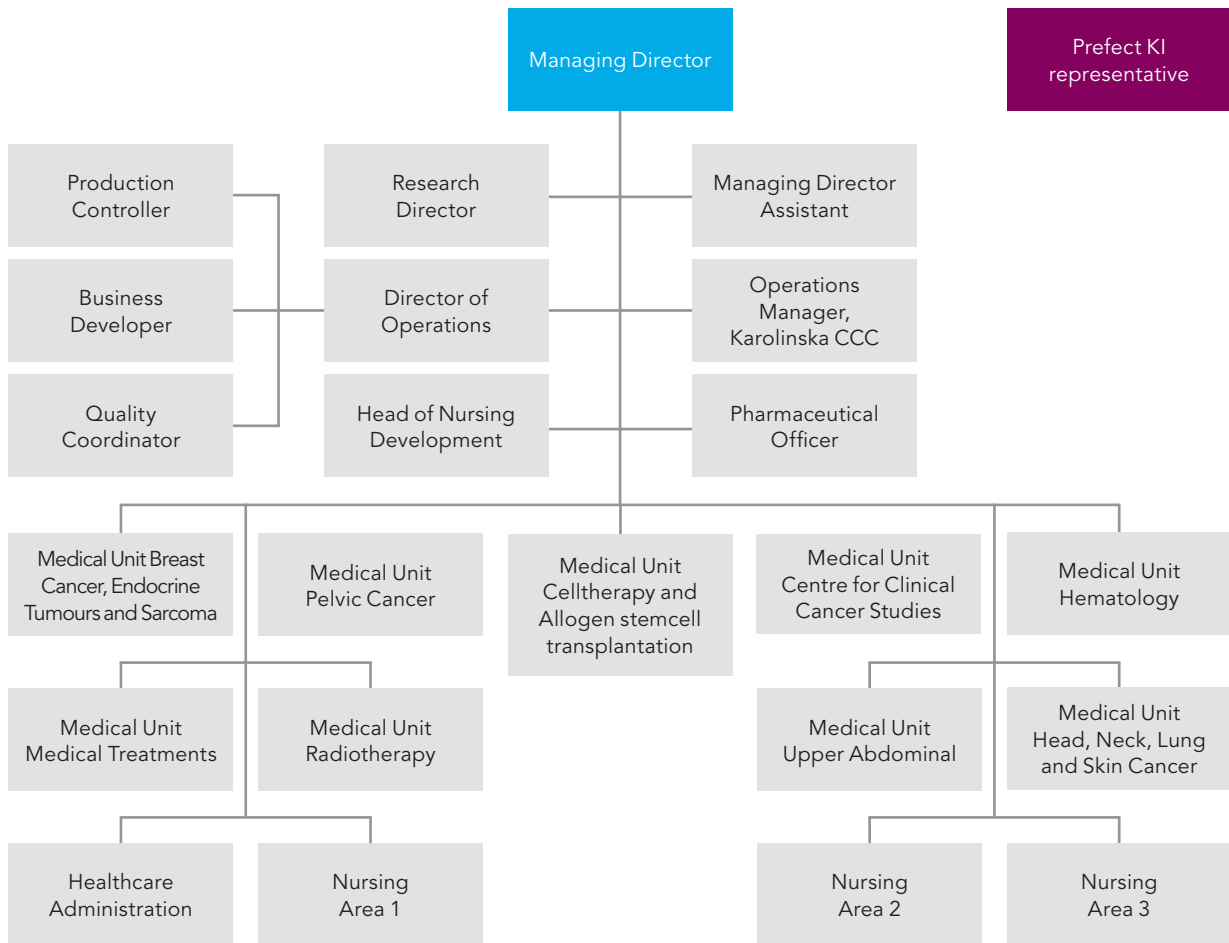 Managing Director
Prefect KI
representative
Production
Controller
Research
Director
Managing Director
Assistant
Business
Developer
Director of
Operations
Operations
Manager,
Karolinska CCC
Quality
Coordinator
Head of Nursing
Development
Pharmaceutical
Officer
Medical Unit Breast
Cancer, Endocrine
Tumours and Sarcoma
Medical Unit
Pelvic Cancer
Medical Unit
Celltherapy and
Allogen stemcell
transplantation
Medical Unit
Centre for Clinical
Cancer Studies
Medical Unit
Hematology
Medical Unit
Medical Treatments
Medical Unit
Radiotherapy
Medical Unit
Upper Abdominal
Medical Unit
Head, Neck, Lung
and Skin Cancer
Healthcare
Administration
Nursing
Area 1
Nursing
Area 2
Nursing
Area 3